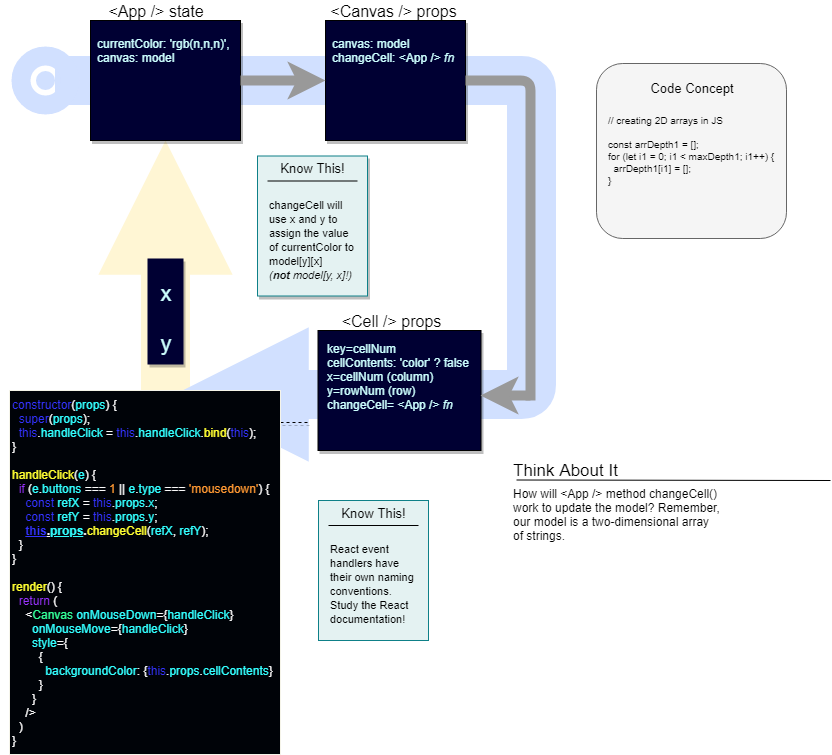 <App /> state
currentColor: 'rgb(n,n,n)',
canvas: model
<Canvas /> props
canvas: model
changeCell: <App /> fn
Code Concept
// creating 2D arrays in JS
const arrDepth1 = [];
for (let i1 = 0; i1 < maxDepth1; i1++) {
arrDepth1[i1] = [];
}
Know This!
changeCell will
use x and y to
assign the value
of currentColor to
model[y][x]
(not model[y, x]!)
x
y
<Cell /> props
key=cellNum
cellContents: 'color' ? false
x=cellNum (column)
y=rowNum (row)
changeCell= <App /> fn
constructor(props) {
super(props);
this.handleClick = this.handleClick.bind(this);
}
handleClick(e) {
if (e.buttons === 1 || e.type === 'mousedown') {
const refX = this.props.x;
const refY = this.props.y;
this.props.changeCell(refX, refY);
}
}
render() {
return (
<Canvas onMouseDown={handleClick}
onMouseMove={handleClick}
style={
{
backgroundColor: {this.props.cellContents}
}
}
/>
)
}
Know This!
React event
handlers have
their own naming
conventions.
Study the React
documentation!
Think About It
How will <App /> method changeCell()
work to update the model? Remember,
our model is a two-dimensional array
of strings.